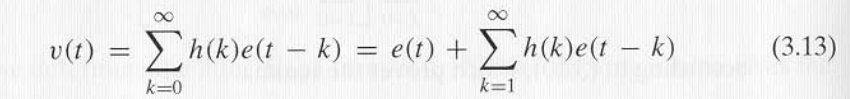 v(t) = ∑_{k=0}^{∞} h(k)e(t − k) = e(t) + ∑_{k=1}^{∞} h(k)e(t − k) (3.13)